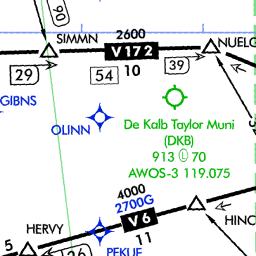 90
SIMMN
2600
NUEL
V172
29
54
10
39
GIBNS
OLINN
De Kalb Taylor Muni
(DKB)
913 Ⓛ 70
AWOS-3 119.075
4000
2700G
V6
HINC
HERVY
11
5
26
PEKUE